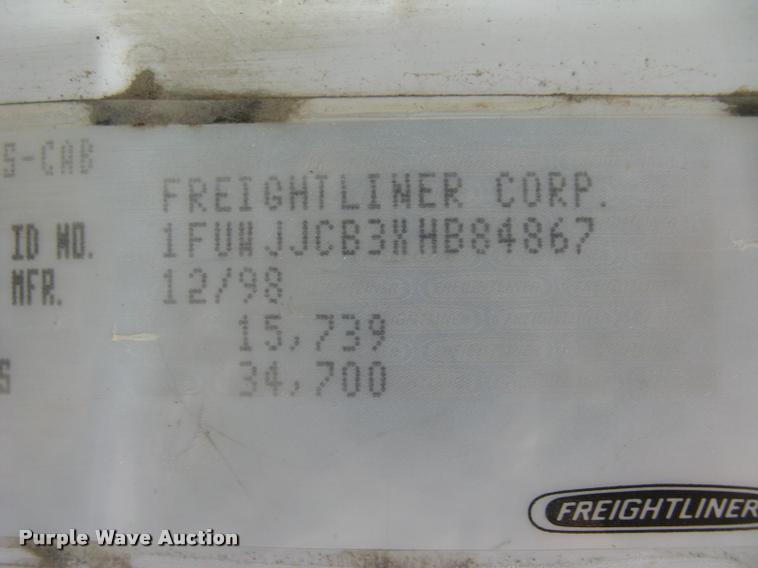 S-CAB
FREIGHTLINER CORP.
ID NO. 1FUWJJCB3XHB84867
MFR. 12/98
15,739
S 34,700
FREIGHTLINER
Purple Wave Auction